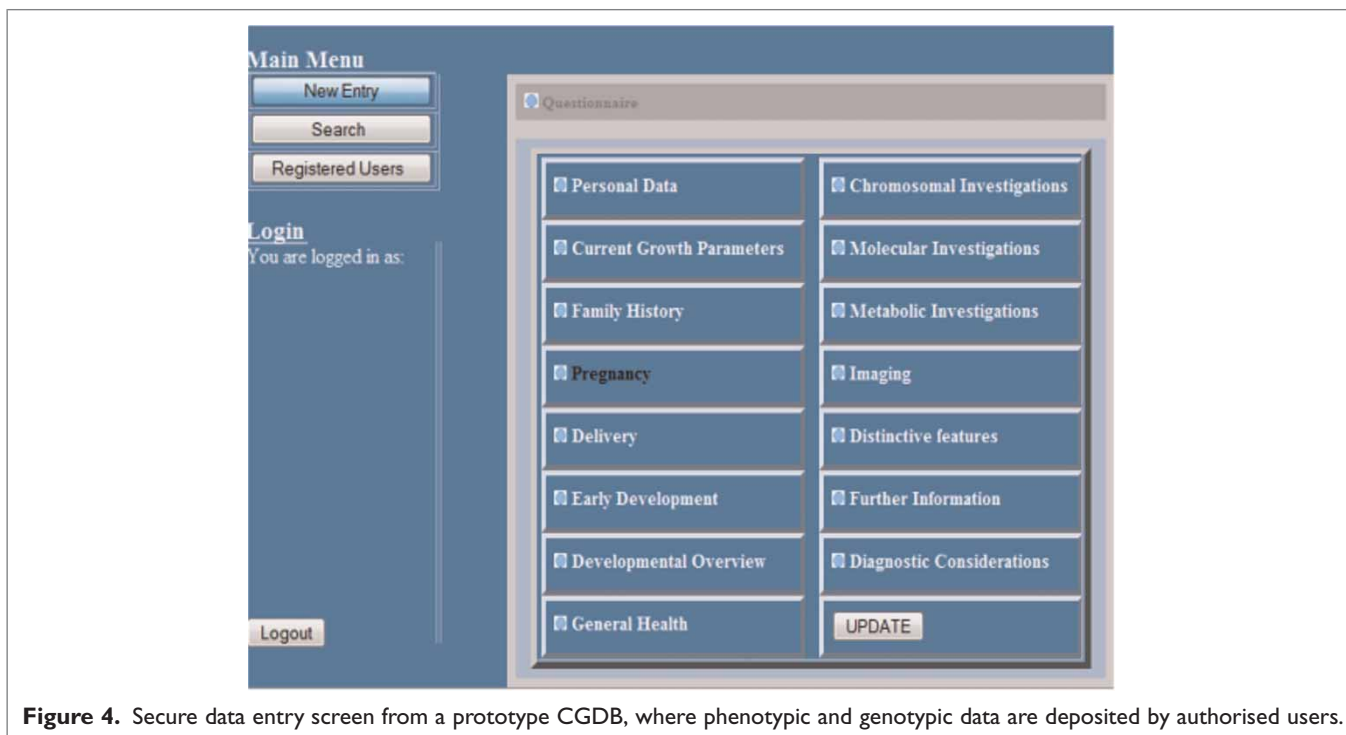 Main Menu
New Entry
Search
Registered Users
Login
You are logged in as:
Logout
Questionnaire
Personal Data
Current Growth Parameters
Family History
Pregnancy
Delivery
Early Development
Developmental Overview
General Health
Chromosomal Investigations
Molecular Investigations
Metabolic Investigations
Imaging
Distinctive features
Further Information
Diagnostic Considerations
UPDATE
Figure 4. Secure data entry screen from a prototype CGDB, where phenotypic and genotypic data are deposited by authorised users.